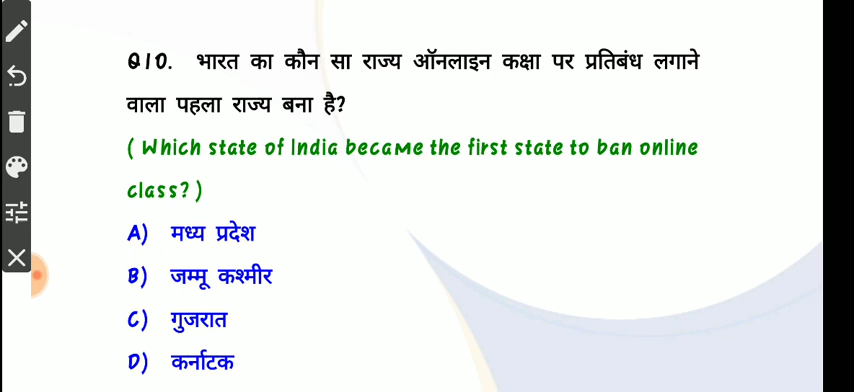 Q10. भारत का कौन सा राज्य ऑनलाइन कक्षा पर प्रतिबंध लगाने
वाला पहला राज्य बना है?
( Which state of India became the first state to ban online
class? )
A) मध्य प्रदेश
B) जम्मू कश्मीर
C) गुजरात
D) कर्नाटक